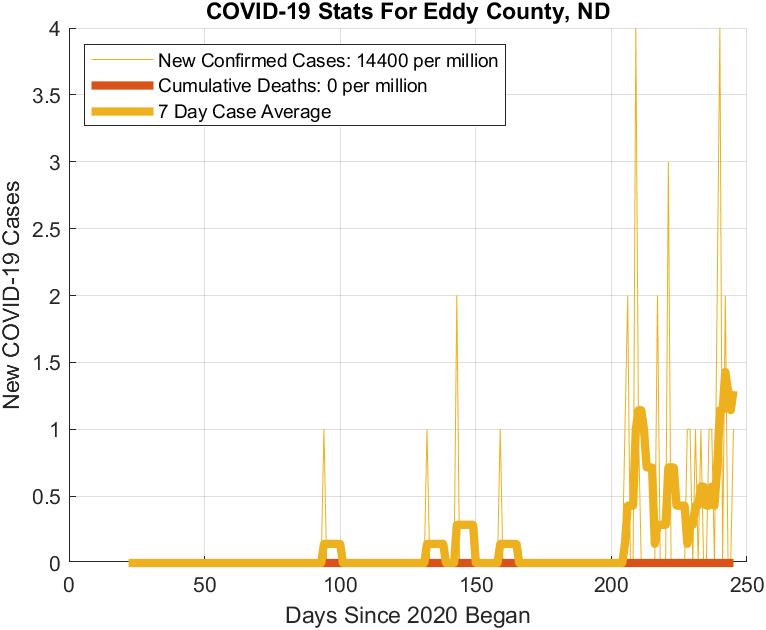 COVID-19 Stats For Eddy County, ND
New Confirmed Cases: 14400 per million
Cumulative Deaths: 0 per million
7 Day Case Average
New COVID-19 Cases
4
3.5
3
2.5
2
1.5
1
0.5
0
0 50 100 150 200 250
Days Since 2020 Began